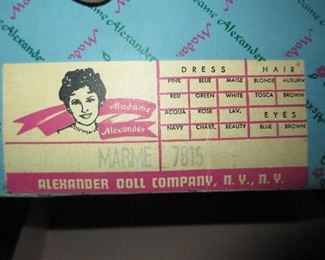 Madame Alexander
DRESS HAIR
PINK BLUE MAISE BLONDE AUBURN
RED GREEN WHITE TOSCA BROWN
ACQUA ROSE LAV. EYES
NAVY CHART. BEAUTY BLUE BROWN
Madame
Alexander
MARME 7815
ALEXANDER DOLL COMPANY, N. Y., N. Y.